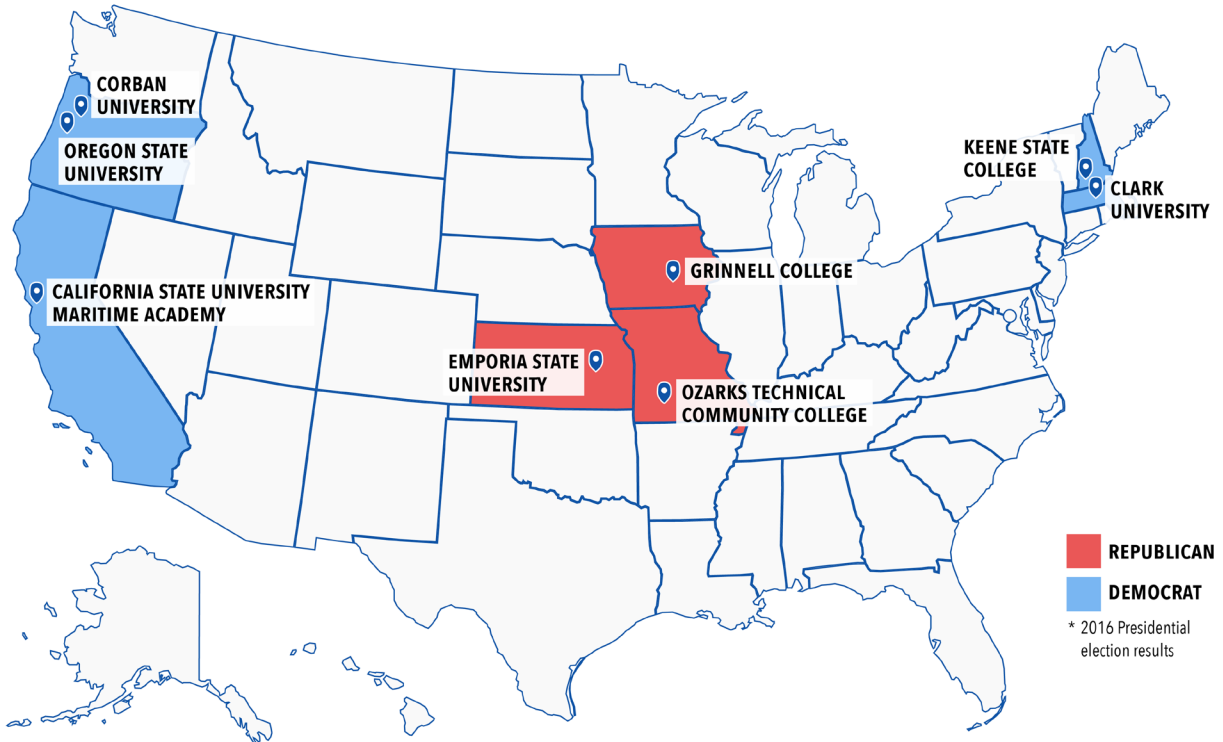 CORBAN
UNIVERSITY
OREGON STATE
UNIVERSITY
KEENE STATE
COLLEGE
CLARK
UNIVERSITY
GRINNELL COLLEGE
CALIFORNIA STATE UNIVERSITY
MARITIME ACADEMY
EMPORIA STATE
UNIVERSITY
OZARKS TECHNICAL
COMMUNITY COLLEGE
REPUBLICAN
DEMOCRAT
* 2016 Presidential
election results